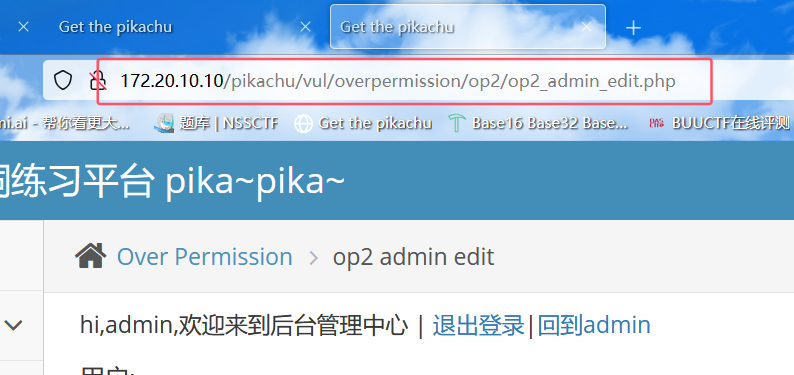 Get the pikachu
Get the pikachu
172.20.10.10/pikachu/vul/overpermission/op2/op2_admin_edit.php
ni.ai - 帮你看更大...
题库 | NSSCTF
Get the pikachu
Base16 Base32 Base...
BUUCTF在线评测
练习平台 pika~pika~
Over Permission
op2 admin edit
hi,admin,欢迎来到后台管理中心 | 退出登录|回到admin
用户: